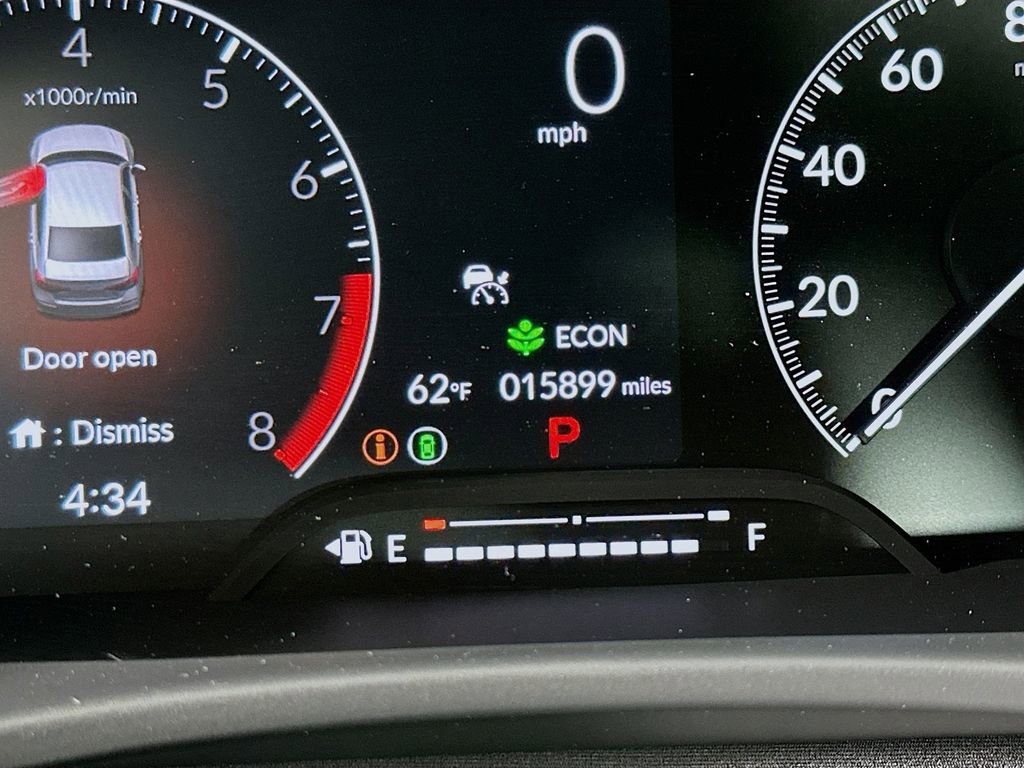 4
x1000r/min
5
6
7
8
Door open
: Dismiss
4:34
0
mph
ECON
62°F 015899 miles
i
P
E F
8
60
40
20
0